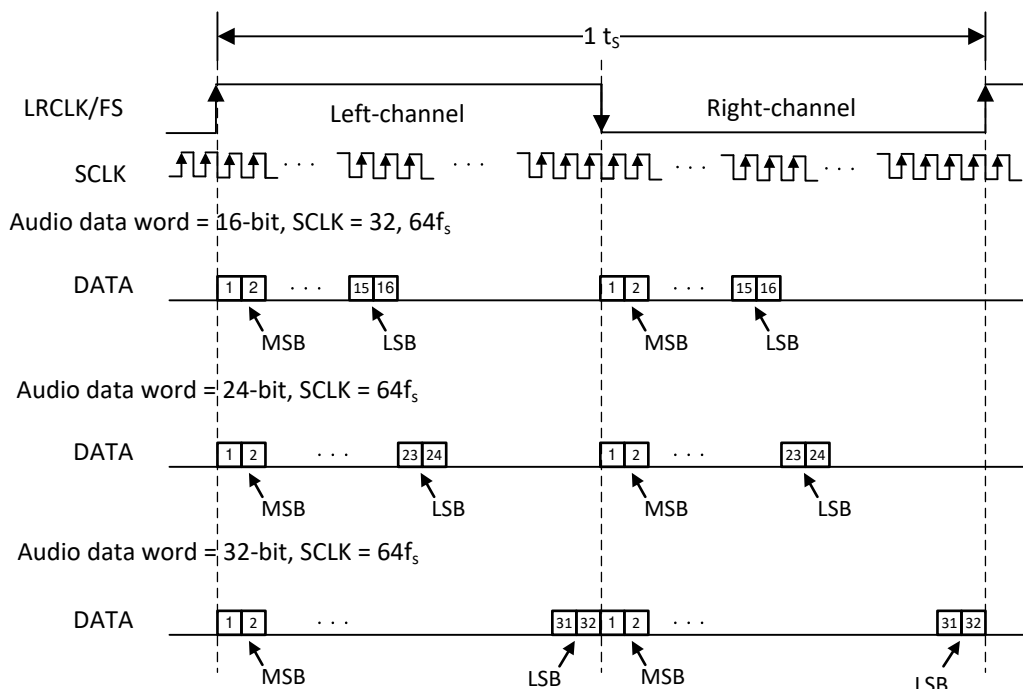 1 tS
LRCLK/FS
Left-channel
Right-channel
SCLK
. . .
. . .
. . .
. . .
Audio data word = 16-bit, SCLK = 32, 64fs
DATA
1 2 . . . 15 16 1 2 . . . 15 16
MSB LSB MSB LSB
Audio data word = 24-bit, SCLK = 64fs
DATA
1 2 . . . 23 24 1 2 . . . 23 24
MSB LSB MSB LSB
Audio data word = 32-bit, SCLK = 64fs
DATA
1 2 . . . 31 32 1 2 . . . 31 32
MSB LSB MSB LSB